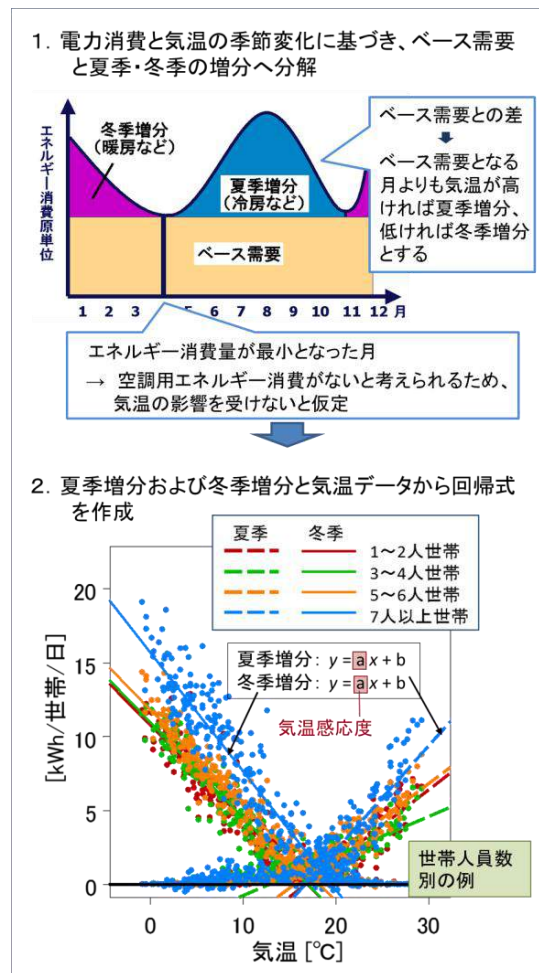 1．電力消費と気温の季節変化に基づき、ベース需要
と夏季・冬季の増分へ分解
エネルギー消費原単位
冬季増分
（暖房など）
夏季増分
（冷房など）
ベース需要
ベース需要との差
ベース需要となる
月よりも気温が高
ければ夏季増分、
低ければ冬季増分
とする
1 2 3 5 6 7 8 9 10 11 12 月
エネルギー消費量が最小となった月
→ 空調用エネルギー消費がないと考えられるため、
気温の影響を受けないと仮定
2．夏季増分および冬季増分と気温データから回帰式
を作成
夏季 冬季
1～2人世帯
3～4人世帯
5～6人世帯
7人以上世帯
夏季増分： y = a x + b
冬季増分： y = a x + b
気温感応度
[kWh/世帯/日]
20
15
10
5
0
世帯人員数
別の例
0 10 20 30
気温 [℃]